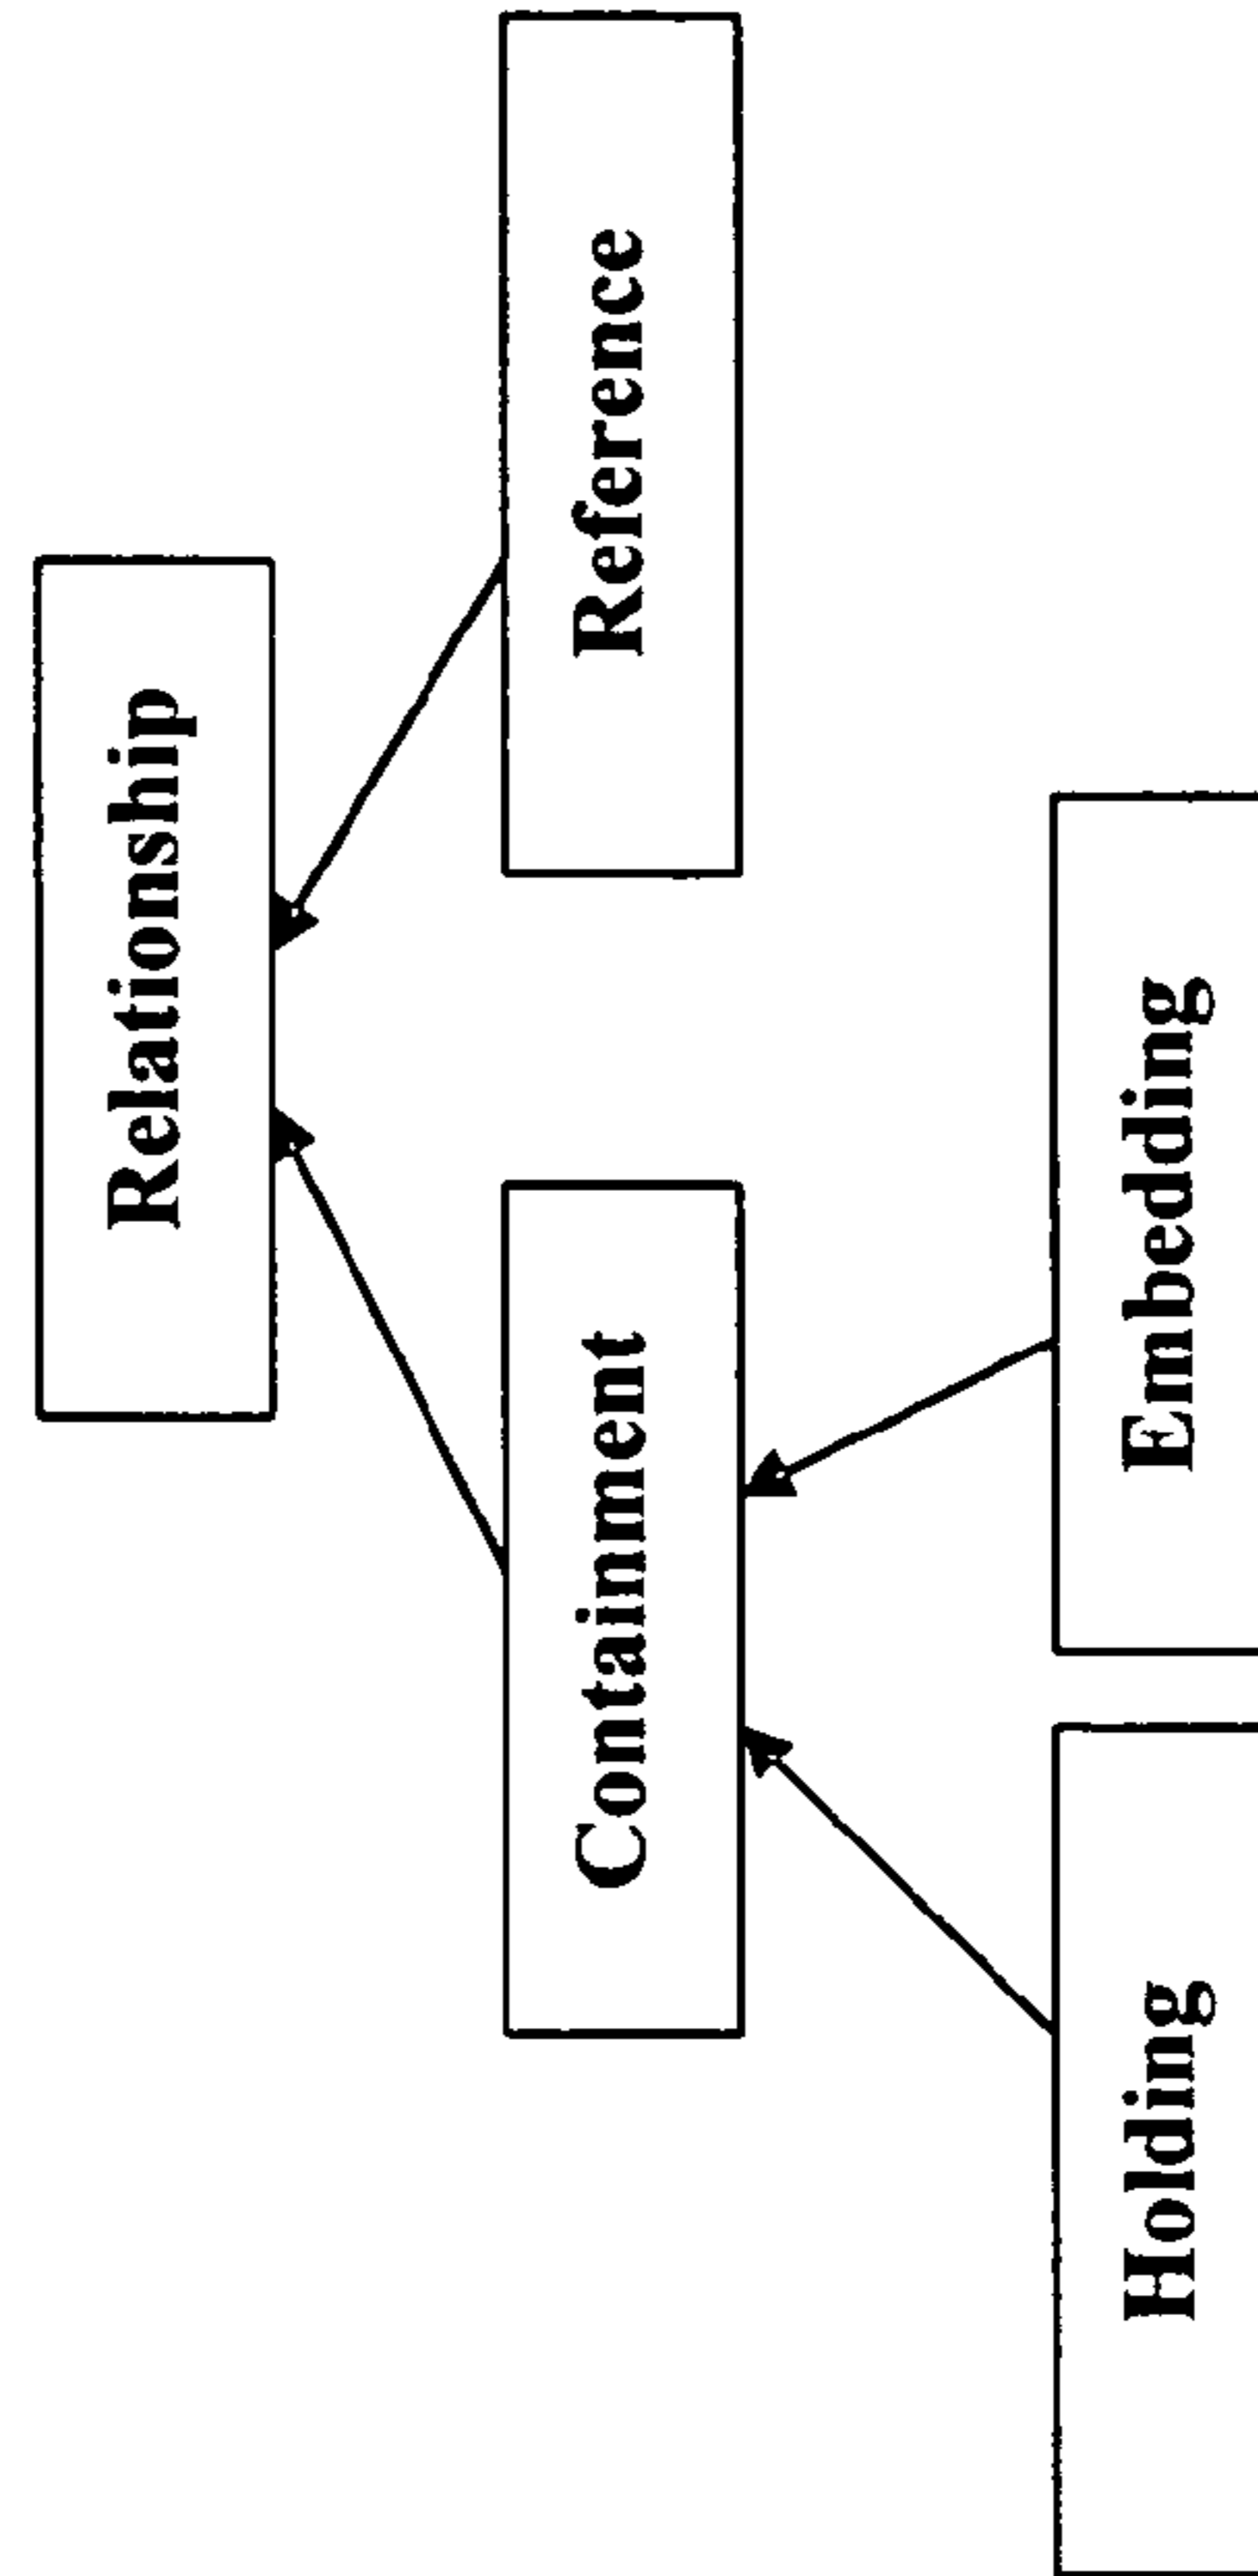 Relationship
Containment
Reference
Holding
Embedding